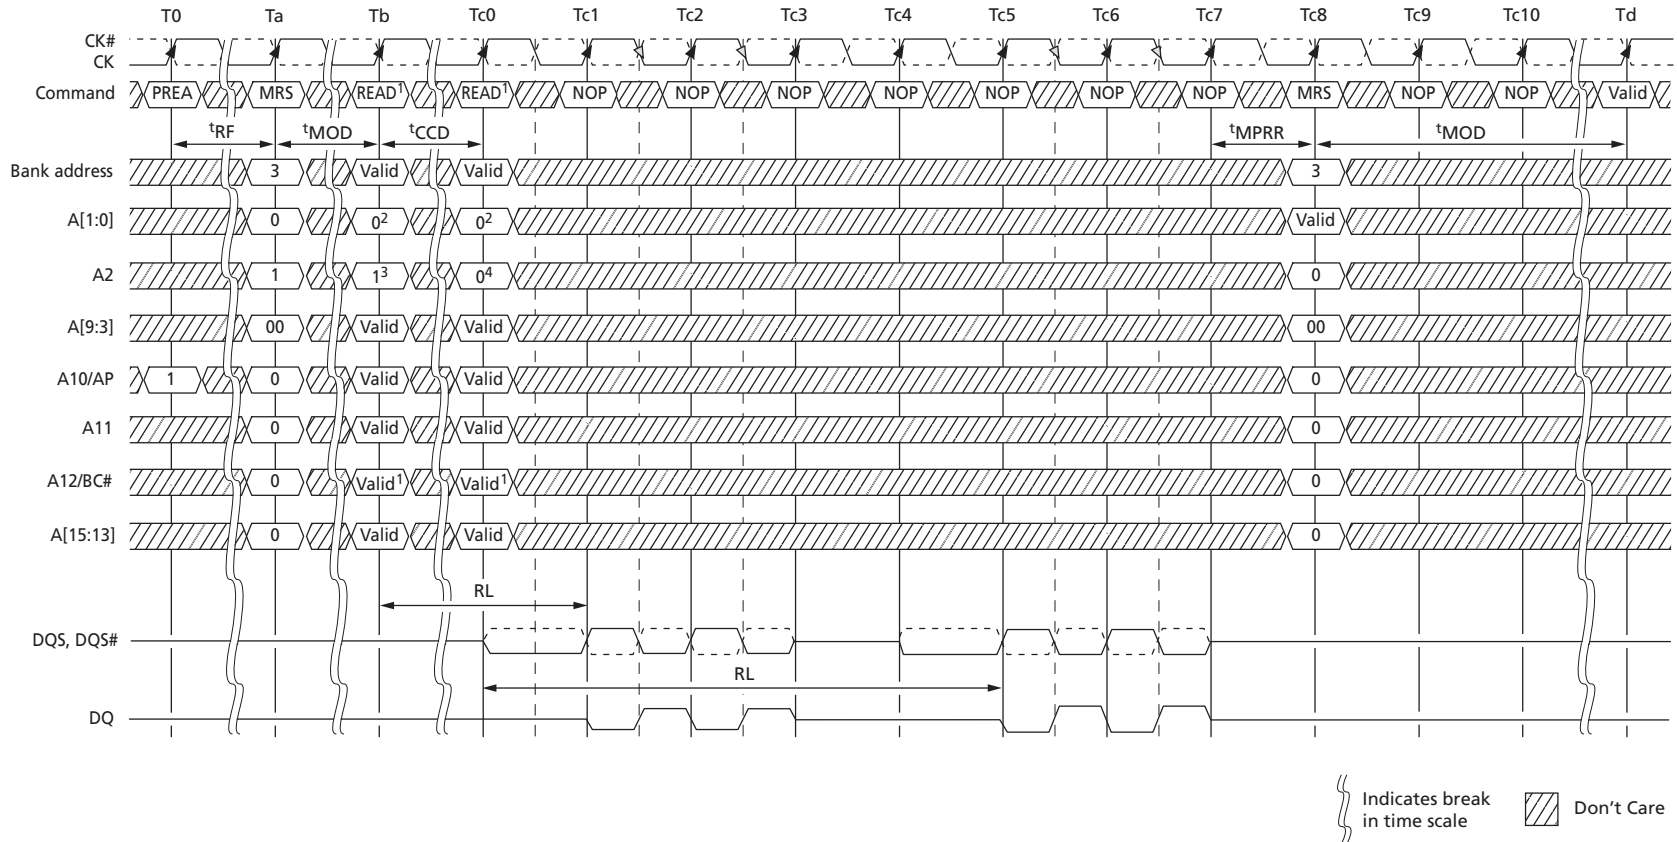 T0 Ta Tb Tc0 Tc1 Tc2 Tc3 Tc4 Tc5 Tc6 Tc7 Tc8 Tc9 Tc10 Td
CK#
CK
Command PREA MRS READ¹ READ¹ NOP NOP NOP NOP NOP NOP NOP MRS NOP NOP Valid
ᵗRF ᵗMOD ᵗCCD ᵗMPRR ᵗMOD
Bank address 3 Valid Valid 3
A[1:0] 0 0² 0² Valid
A2 1 1³ 0⁴ 0
A[9:3] 00 Valid Valid 00
A10/AP 1 0 Valid Valid 0
A11 0 Valid Valid 0
A12/BC# 0 Valid¹ Valid¹ 0
A[15:13] 0 Valid Valid 0
RL
DQS, DQS#
RL
DQ
Indicates break
in time scale
Don't Care